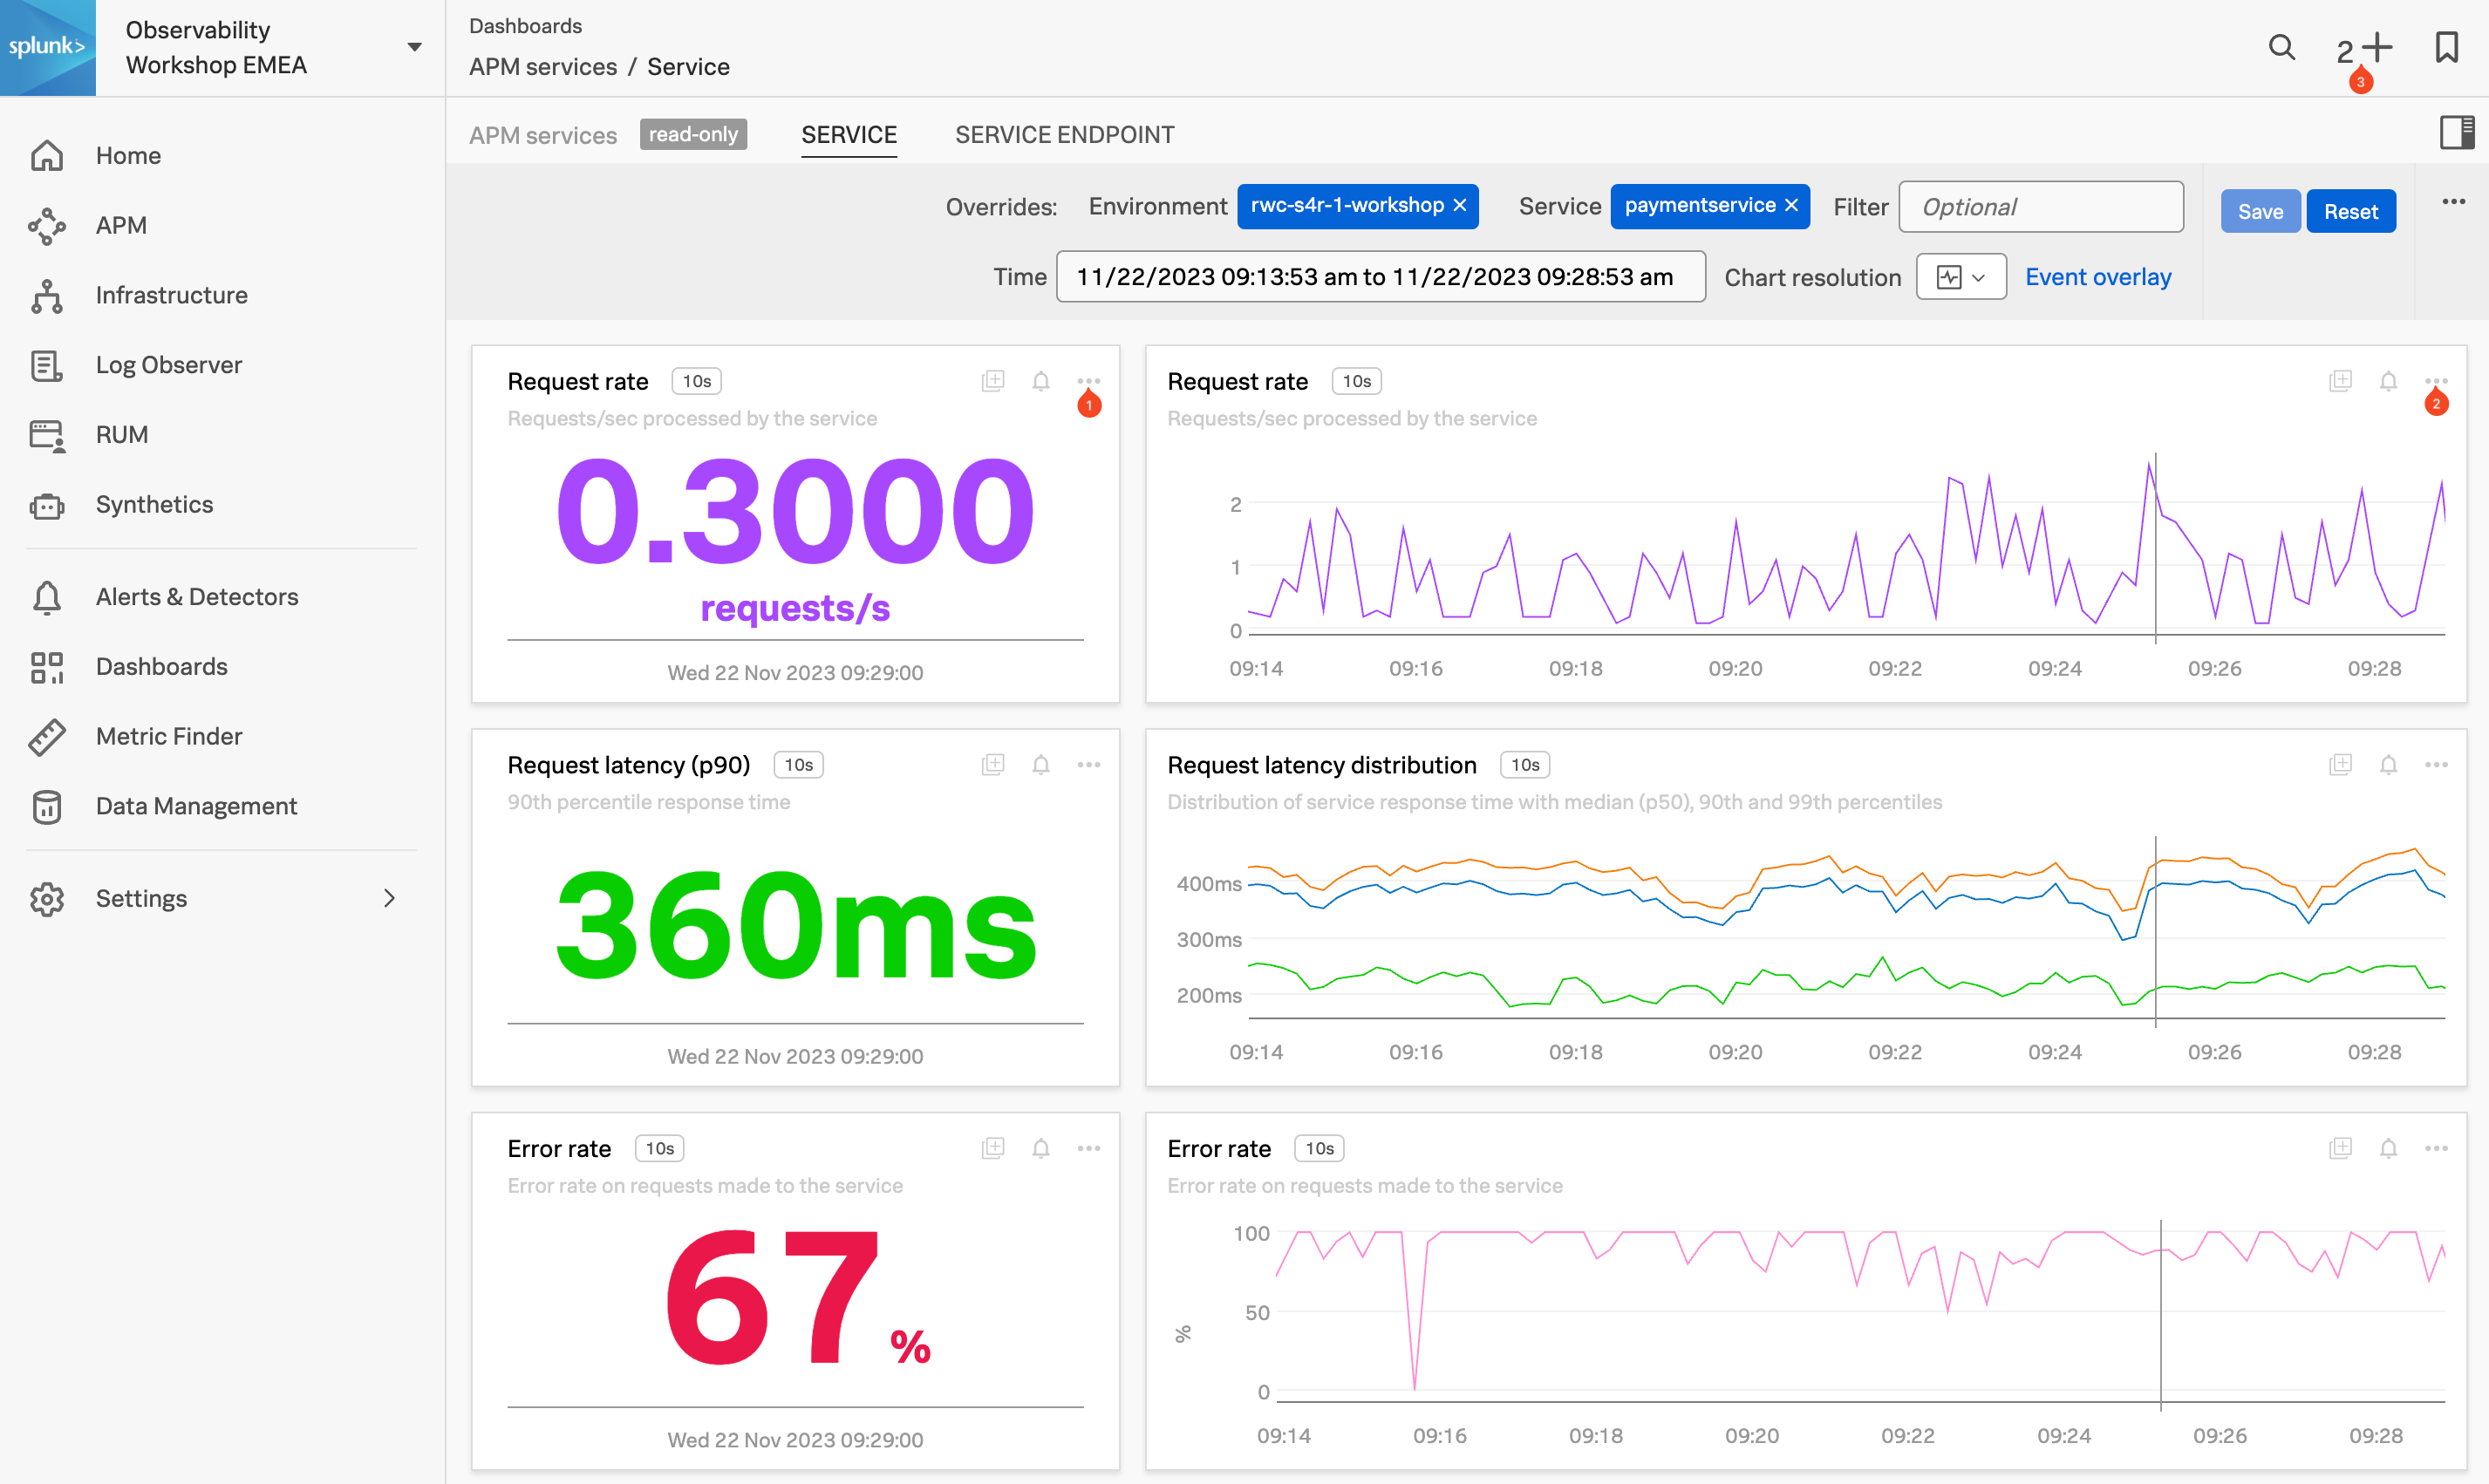 splunk>
Observability
Workshop EMEA
Dashboards
APM services / Service
2
3
Home
APM
Infrastructure
Log Observer
RUM
Synthetics
Alerts & Detectors
Dashboards
Metric Finder
Data Management
Settings
APM services read-only SERVICE SERVICE ENDPOINT
Overrides: Environment rwc-s4r-1-workshop × Service paymentservice × Filter Optional Save Reset
Time 11/22/2023 09:13:53 am to 11/22/2023 09:28:53 am Chart resolution Event overlay
Request rate 10s
1
Requests/sec processed by the service
0.3000
requests/s
Wed 22 Nov 2023 09:29:00
Request rate 10s
2
Requests/sec processed by the service
2
1
0
09:14 09:16 09:18 09:20 09:22 09:24 09:26 09:28
Request latency (p90) 10s
90th percentile response time
360ms
Wed 22 Nov 2023 09:29:00
Request latency distribution 10s
Distribution of service response time with median (p50), 90th and 99th percentiles
400ms
300ms
200ms
09:14 09:16 09:18 09:20 09:22 09:24 09:26 09:28
Error rate 10s
Error rate on requests made to the service
67 %
Wed 22 Nov 2023 09:29:00
Error rate 10s
Error rate on requests made to the service
100
50
%
0
09:14 09:16 09:18 09:20 09:22 09:24 09:26 09:28